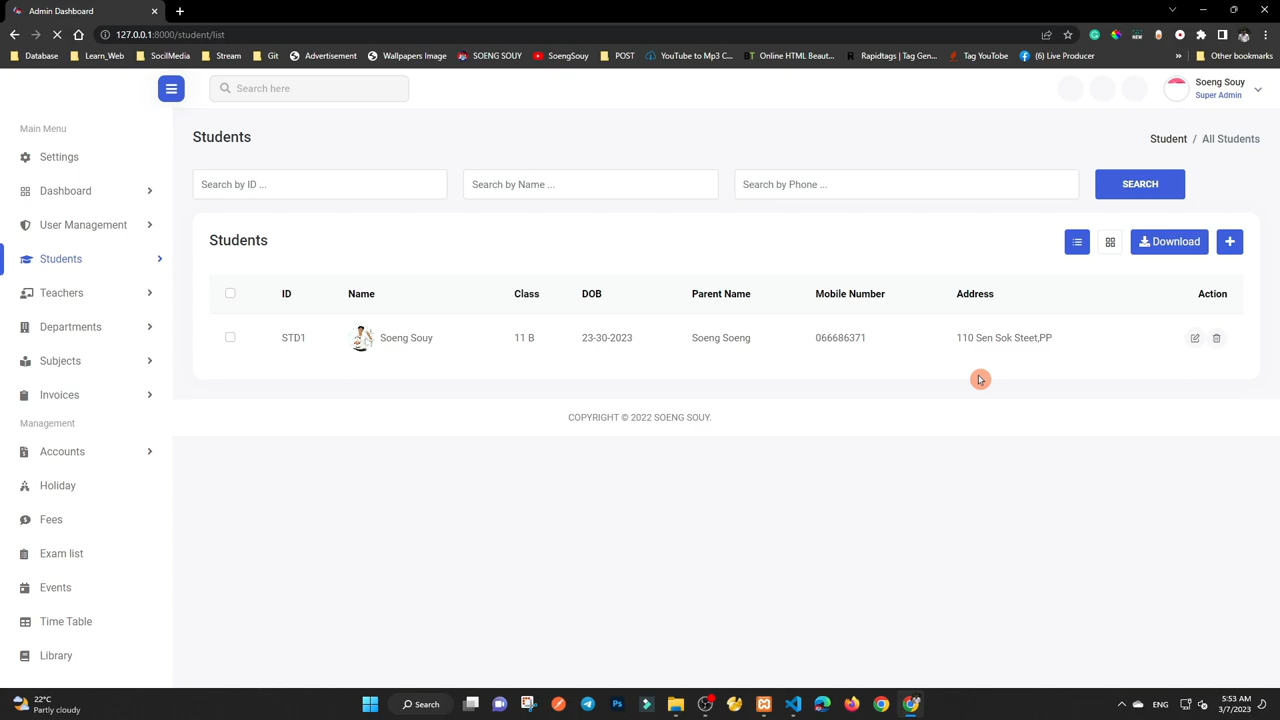 Admin Dashboard
127.0.0.1:8000/student/list
Database Learn_Web SocilMedia Stream Git Advertisement Wallpapers Image SOENG SOUY SoengSouy POST YouTube to Mp3 C... Online HTML Beaut... Rapidtags | Tag Gen... Tag YouTube (6) Live Producer » Other bookmarks
Search here
Soeng Souy
Super Admin
Main Menu
Settings
Dashboard
User Management
Students
Teachers
Departments
Subjects
Invoices
Management
Accounts
Holiday
Fees
Exam list
Events
Time Table
Library
Students
Student / All Students
Search by ID ... Search by Name ... Search by Phone ... SEARCH
Students
Download
ID Name Class DOB Parent Name Mobile Number Address Action
STD1 Soeng Souy 11 B 23-30-2023 Soeng Soeng 066686371 110 Sen Sok Steet,PP
COPYRIGHT © 2022 SOENG SOUY.
22°C
Partly cloudy
Search
ENG
5:53 AM
3/7/2023